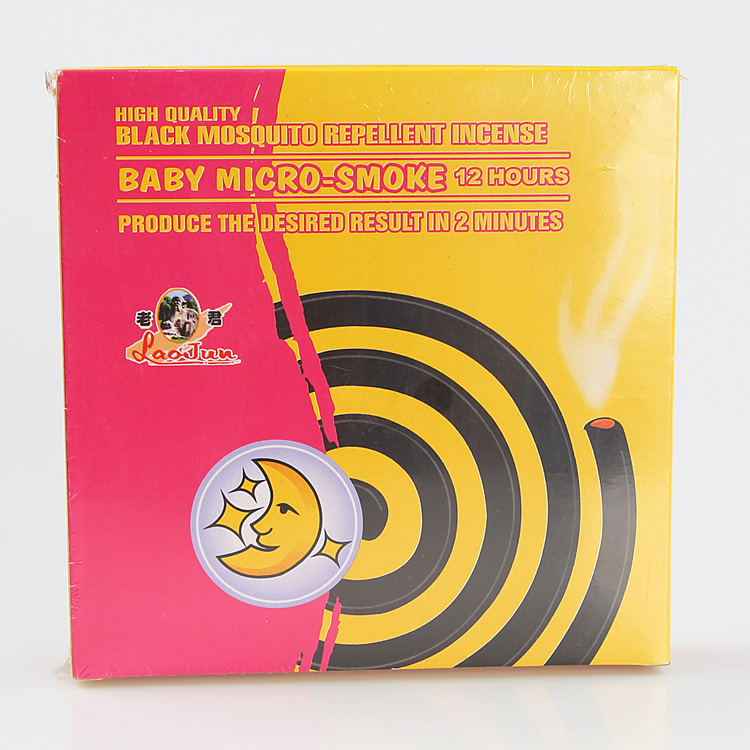 HIGH QUALITY
BLACK MOSQUITO REPELLENT INCENSE
BABY MICRO-SMOKE 12 HOURS
PRODUCE THE DESIRED RESULT IN 2 MINUTES
老君
LaoJun